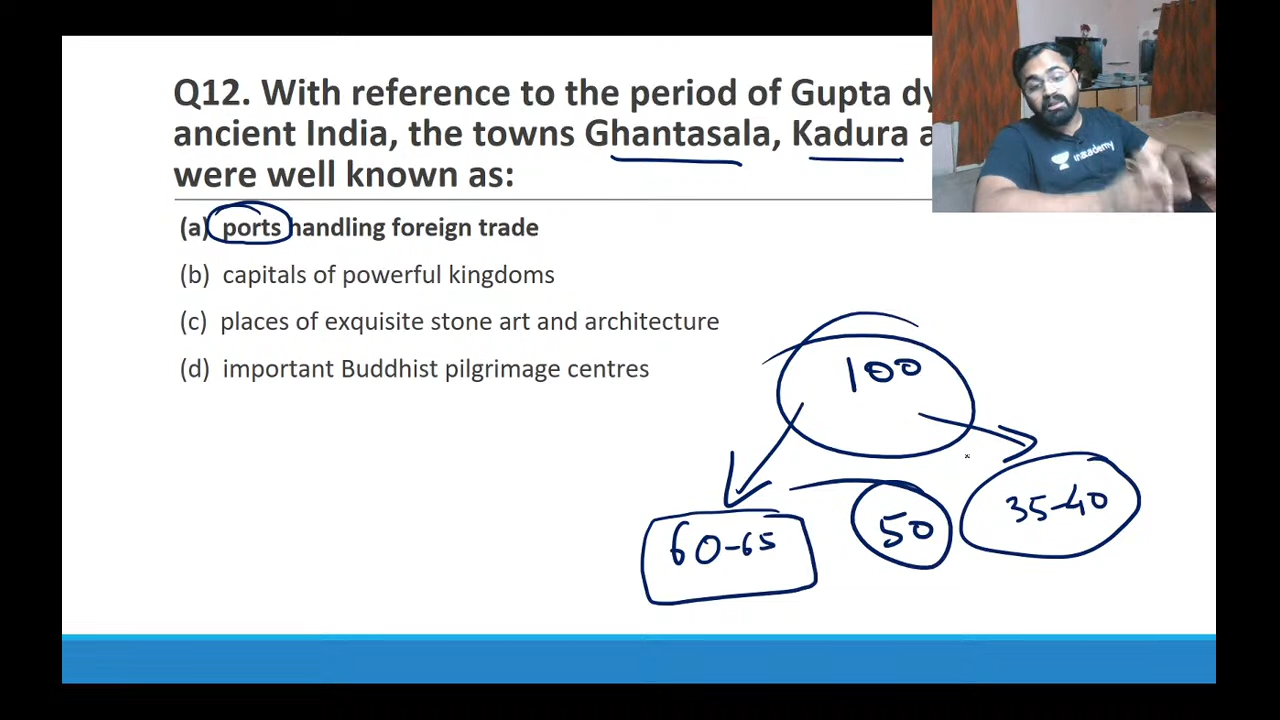 Q12. With reference to the period of Gupta
ancient India, the towns Ghantasala, Kadura
were well known as:
(a) ports handling foreign trade
(b) capitals of powerful kingdoms
(c) places of exquisite stone art and architecture
(d) important Buddhist pilgrimage centres
100
60-65
50
35-40
unacademy